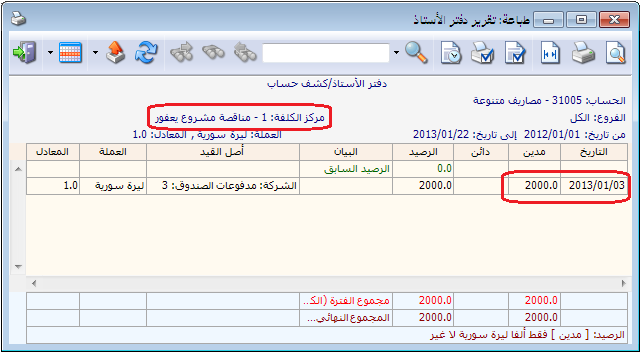 طباعة: تقرير دفتر الأستاذ
دفتر الأستاذ/كشف حساب
الحساب: 31005 - مصاريف متنوعة
الفروع: الكل
مركز الكلفة: 1 - مناقصة مشروع يعفور
من تاريخ: 2012/01/01 إلى تاريخ: 2013/01/22
العملة: ليرة سورية , المعادل: 1.0
التاريخ مدين دائن الرصيد البيان أصل القيد العملة المعادل
0.0 الرصيد السابق
2013/01/03 2000.0 2000.0 الشركة: مدفوعات الصندوق: 3 ليرة سورية 1.0
2000.0 2000.0 مجموع الفترة (الكـ...
2000.0 2000.0 المجموع النهائي...
الرصيد: [ مدين ] فقط ألفا ليرة سورية لا غير